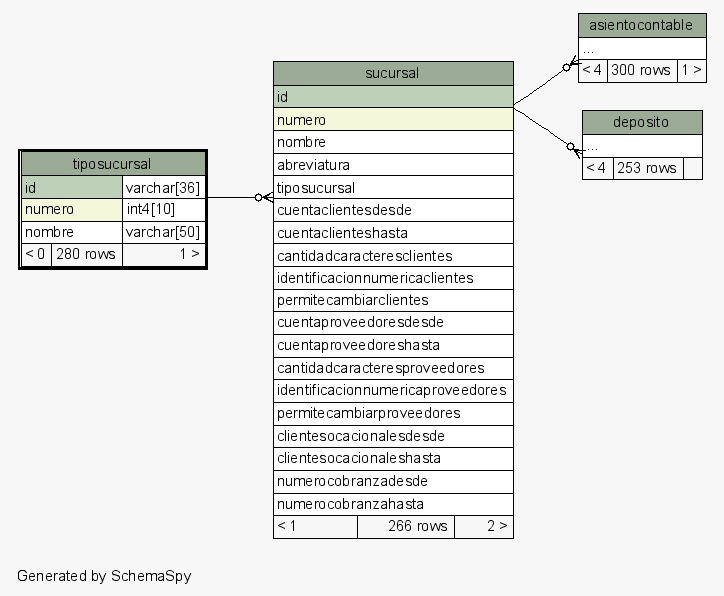 asientocontable
...
< 4 300 rows 1 >
sucursal
id
numero
nombre
abreviatura
tiposucursal
cuentaclientesdesde
cuentaclienteshasta
cantidadcaracteresclientes
identificacionnumericaclientes
permitecambiarclientes
cuentaproveedoresdesde
cuentaproveedoreshasta
cantidadcaracteresproveedores
identificacionnumericaproveedores
permitecambiarproveedores
clientesocacionalesdesde
clientesocacionaleshasta
numerocobranzadesde
numerocobranzahasta
< 1 266 rows 2 >
deposito
...
< 4 253 rows
tiposucursal
id varchar[36]
numero int4[10]
nombre varchar[50]
< 0 280 rows 1 >
Generated by SchemaSpy